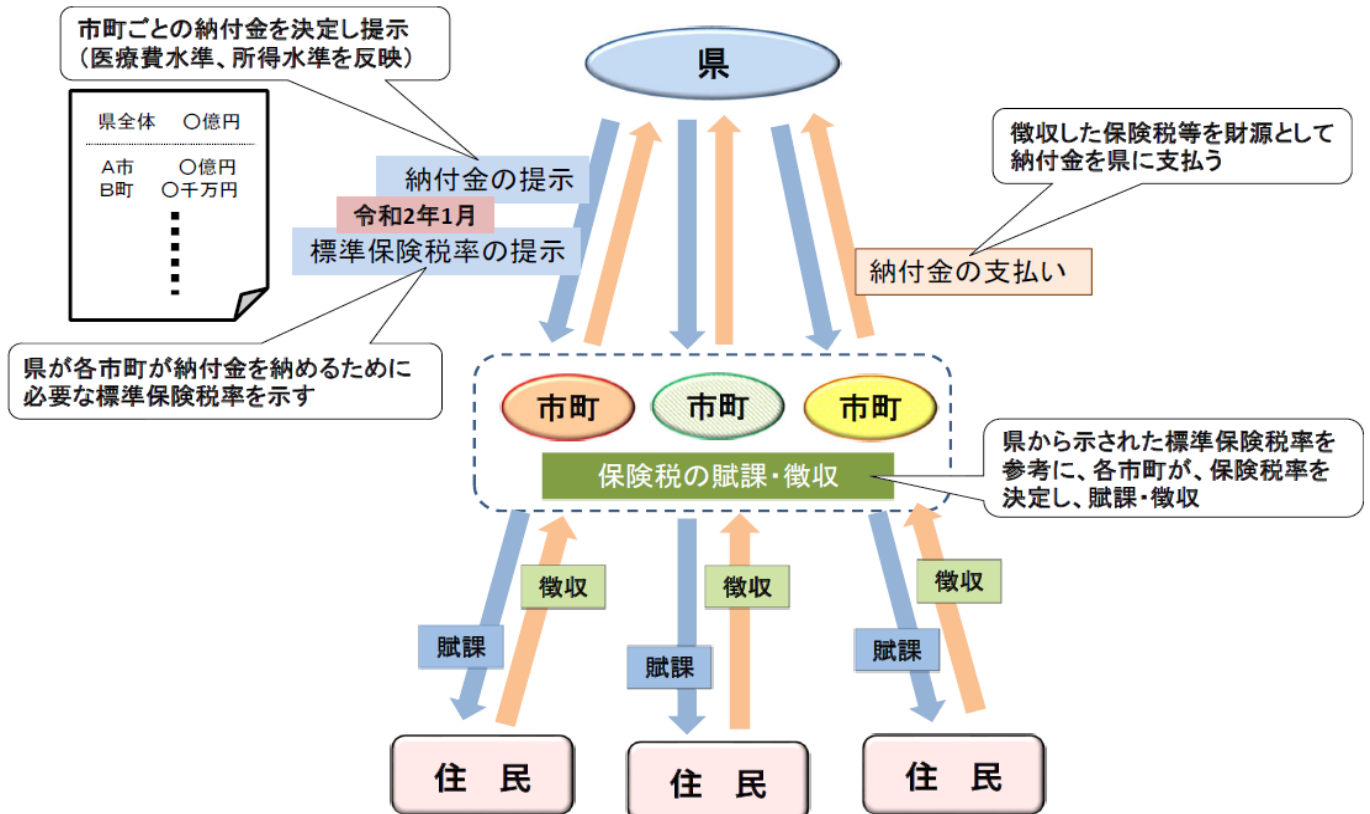 市町ごとの納付金を決定し提示
（医療費水準、所得水準を反映）
県
県全体　〇億円
A市　〇億円
B町　〇千万円
徴収した保険税等を財源として
納付金を県に支払う
納付金の提示
令和2年1月
標準保険税率の提示
納付金の支払い
県が各市町が納付金を納めるために
必要な標準保険税率を示す
市町
市町
市町
保険税の賦課・徴収
県から示された標準保険税率を
参考に、各市町が、保険税率を
決定し、賦課・徴収
徴収
徴収
徴収
賦課
賦課
賦課
住　民
住　民
住　民